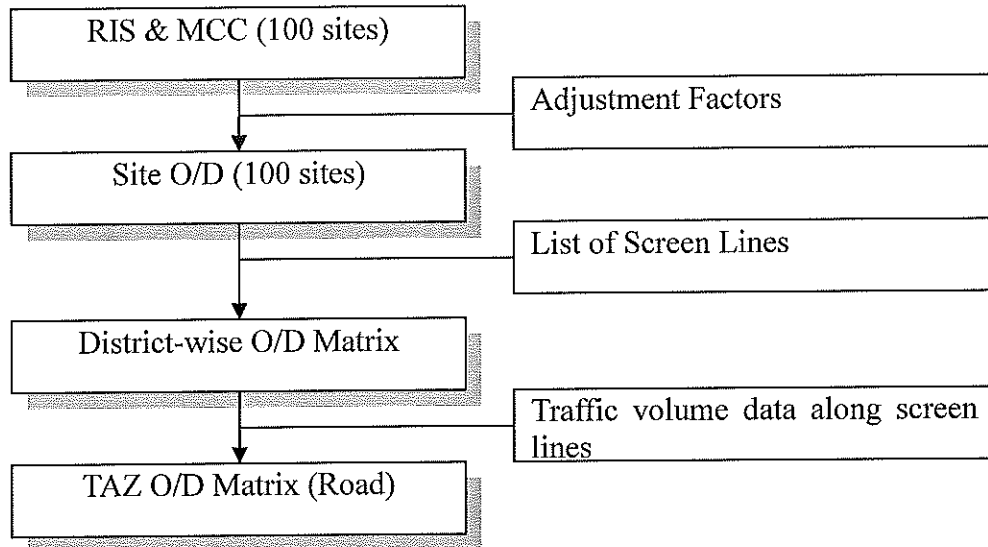 RIS & MCC (100 sites)
Adjustment Factors
Site O/D (100 sites)
List of Screen Lines
District-wise O/D Matrix
Traffic volume data along screen
lines
TAZ O/D Matrix (Road)